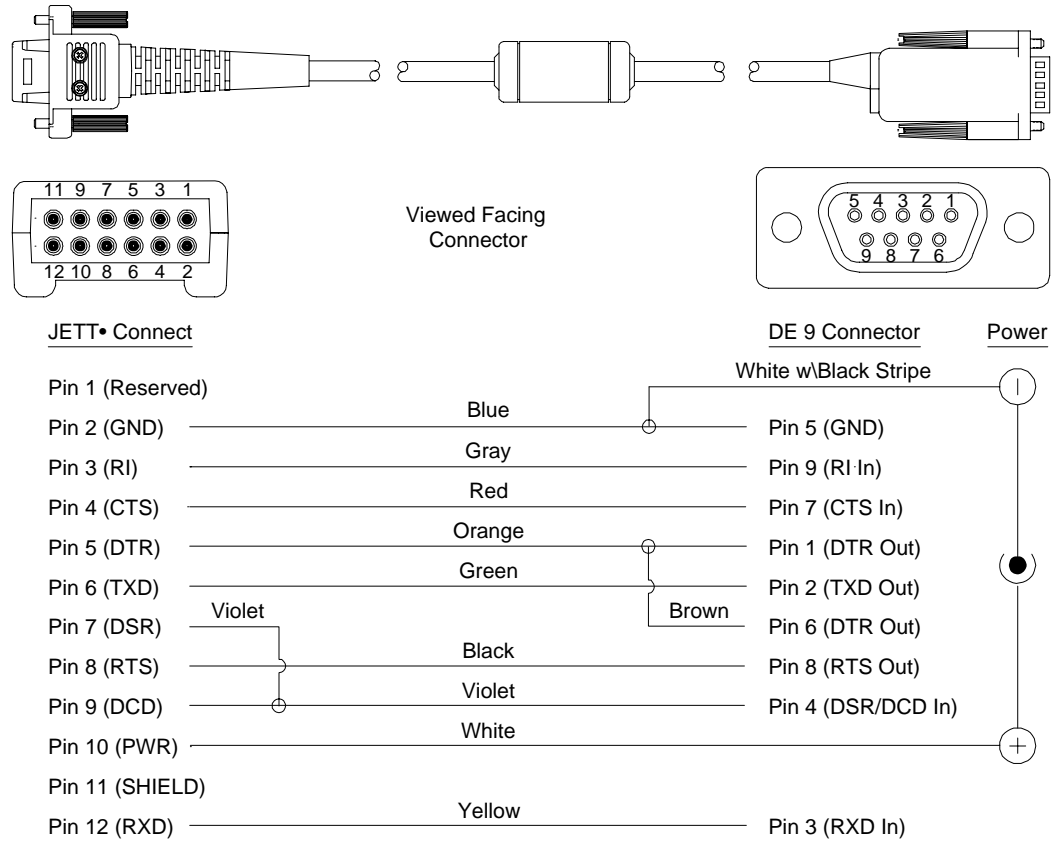 11 9 7 5 3 1
12 10 8 6 4 2
Viewed Facing
Connector
5 4 3 2 1
9 8 7 6
JETT• Connect
DE 9 Connector
Power
White w\Black Stripe
Pin 1 (Reserved)
Pin 2 (GND) Blue Pin 5 (GND)
Pin 3 (RI) Gray Pin 9 (RI In)
Pin 4 (CTS) Red Pin 7 (CTS In)
Pin 5 (DTR) Orange Pin 1 (DTR Out)
Pin 6 (TXD) Green Pin 2 (TXD Out)
Pin 7 (DSR) Violet Brown Pin 6 (DTR Out)
Pin 8 (RTS) Black Pin 8 (RTS Out)
Pin 9 (DCD) Violet Pin 4 (DSR/DCD In)
Pin 10 (PWR) White
Pin 11 (SHIELD)
Pin 12 (RXD) Yellow Pin 3 (RXD In)